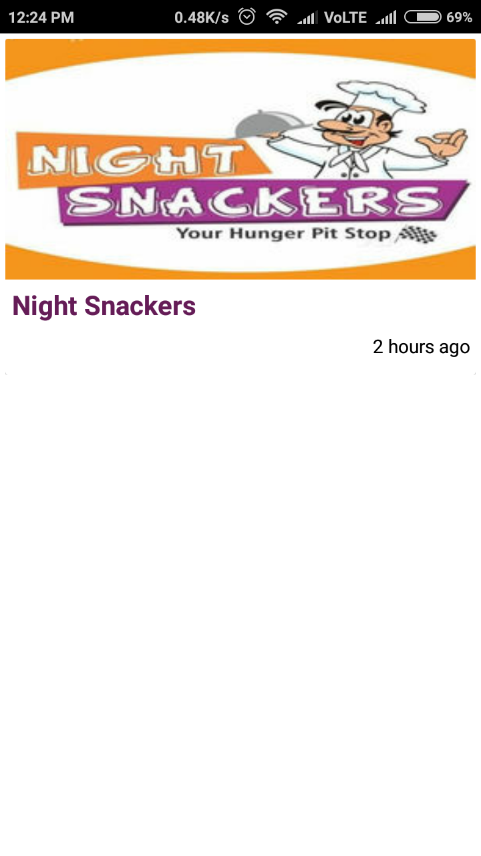 12:24 PM 0.48K/s VoLTE 69%
NIGHT
SNACKERS
Your Hunger Pit Stop
Night Snackers
2 hours ago